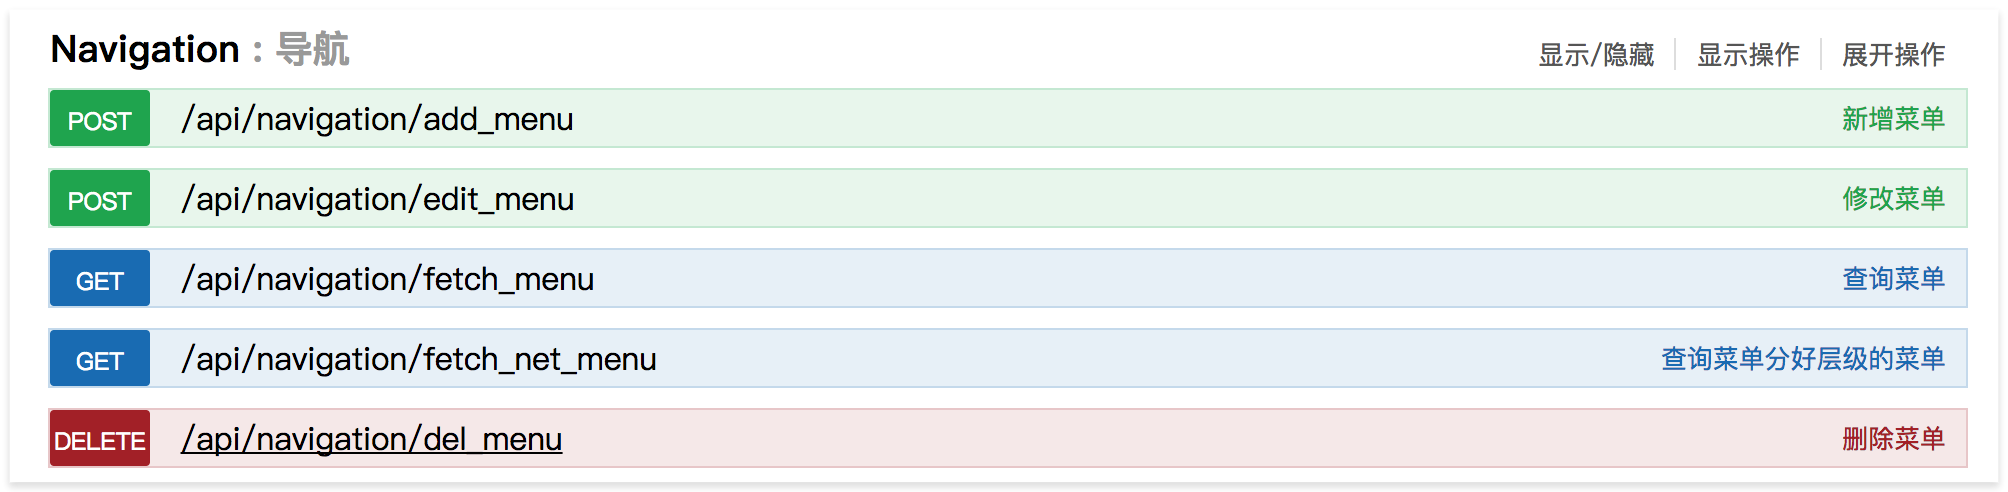 Navigation : 导航
显示/隐藏 显示操作 展开操作
POST /api/navigation/add_menu 新增菜单
POST /api/navigation/edit_menu 修改菜单
GET /api/navigation/fetch_menu 查询菜单
GET /api/navigation/fetch_net_menu 查询菜单分好层级的菜单
DELETE /api/navigation/del_menu 删除菜单